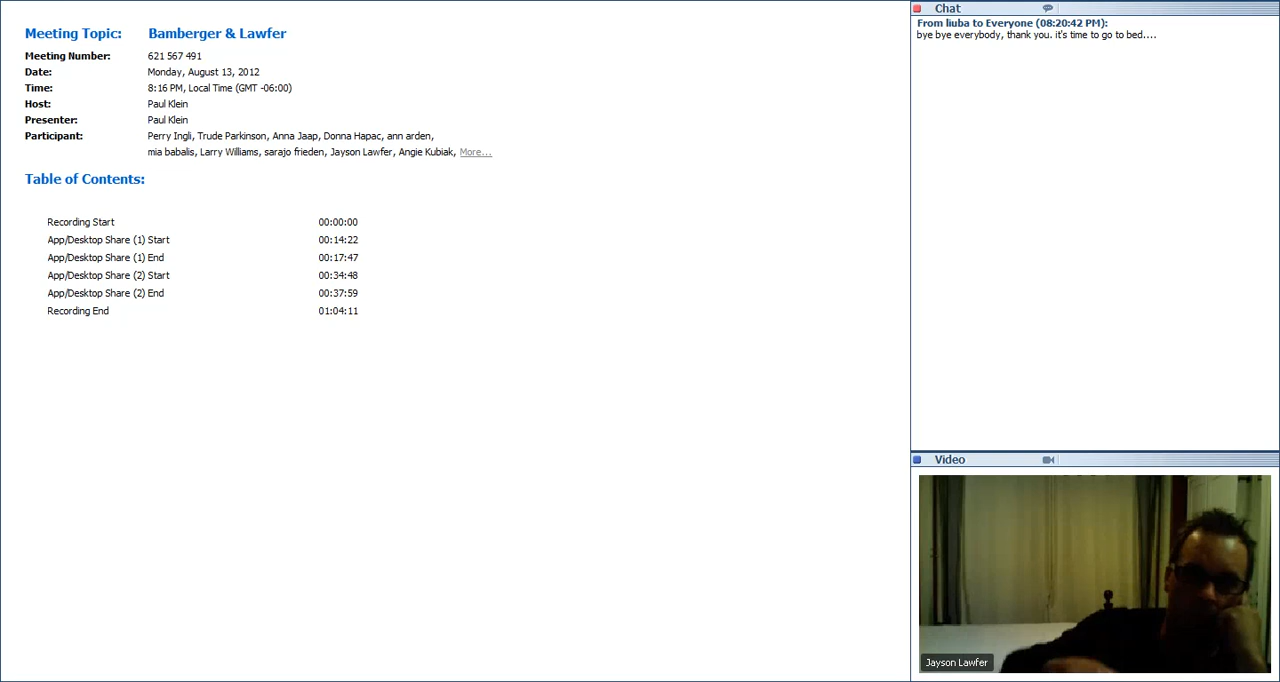 Meeting Topic: Bamberger & Lawfer
Meeting Number: 621 567 491
Date: Monday, August 13, 2012
Time: 8:16 PM, Local Time (GMT -06:00)
Host: Paul Klein
Presenter: Paul Klein
Participant: Perry Ingli, Trude Parkinson, Anna Jaap, Donna Hapac, ann arden,
mia babalis, Larry Williams, sarajo frieden, Jayson Lawfer, Angie Kubiak, More...
Table of Contents:
Recording Start 00:00:00
App/Desktop Share (1) Start 00:14:22
App/Desktop Share (1) End 00:17:47
App/Desktop Share (2) Start 00:34:48
App/Desktop Share (2) End 00:37:59
Recording End 01:04:11
Chat
From liuba to Everyone (08:20:42 PM):
bye bye everybody, thank you. it's time to go to bed....
Video
Jayson Lawfer